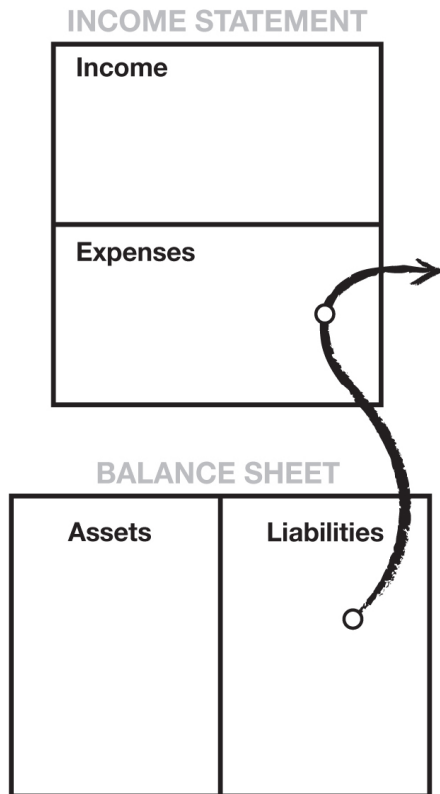 INCOME STATEMENT
Income
Expenses
BALANCE SHEET
Assets
Liabilities